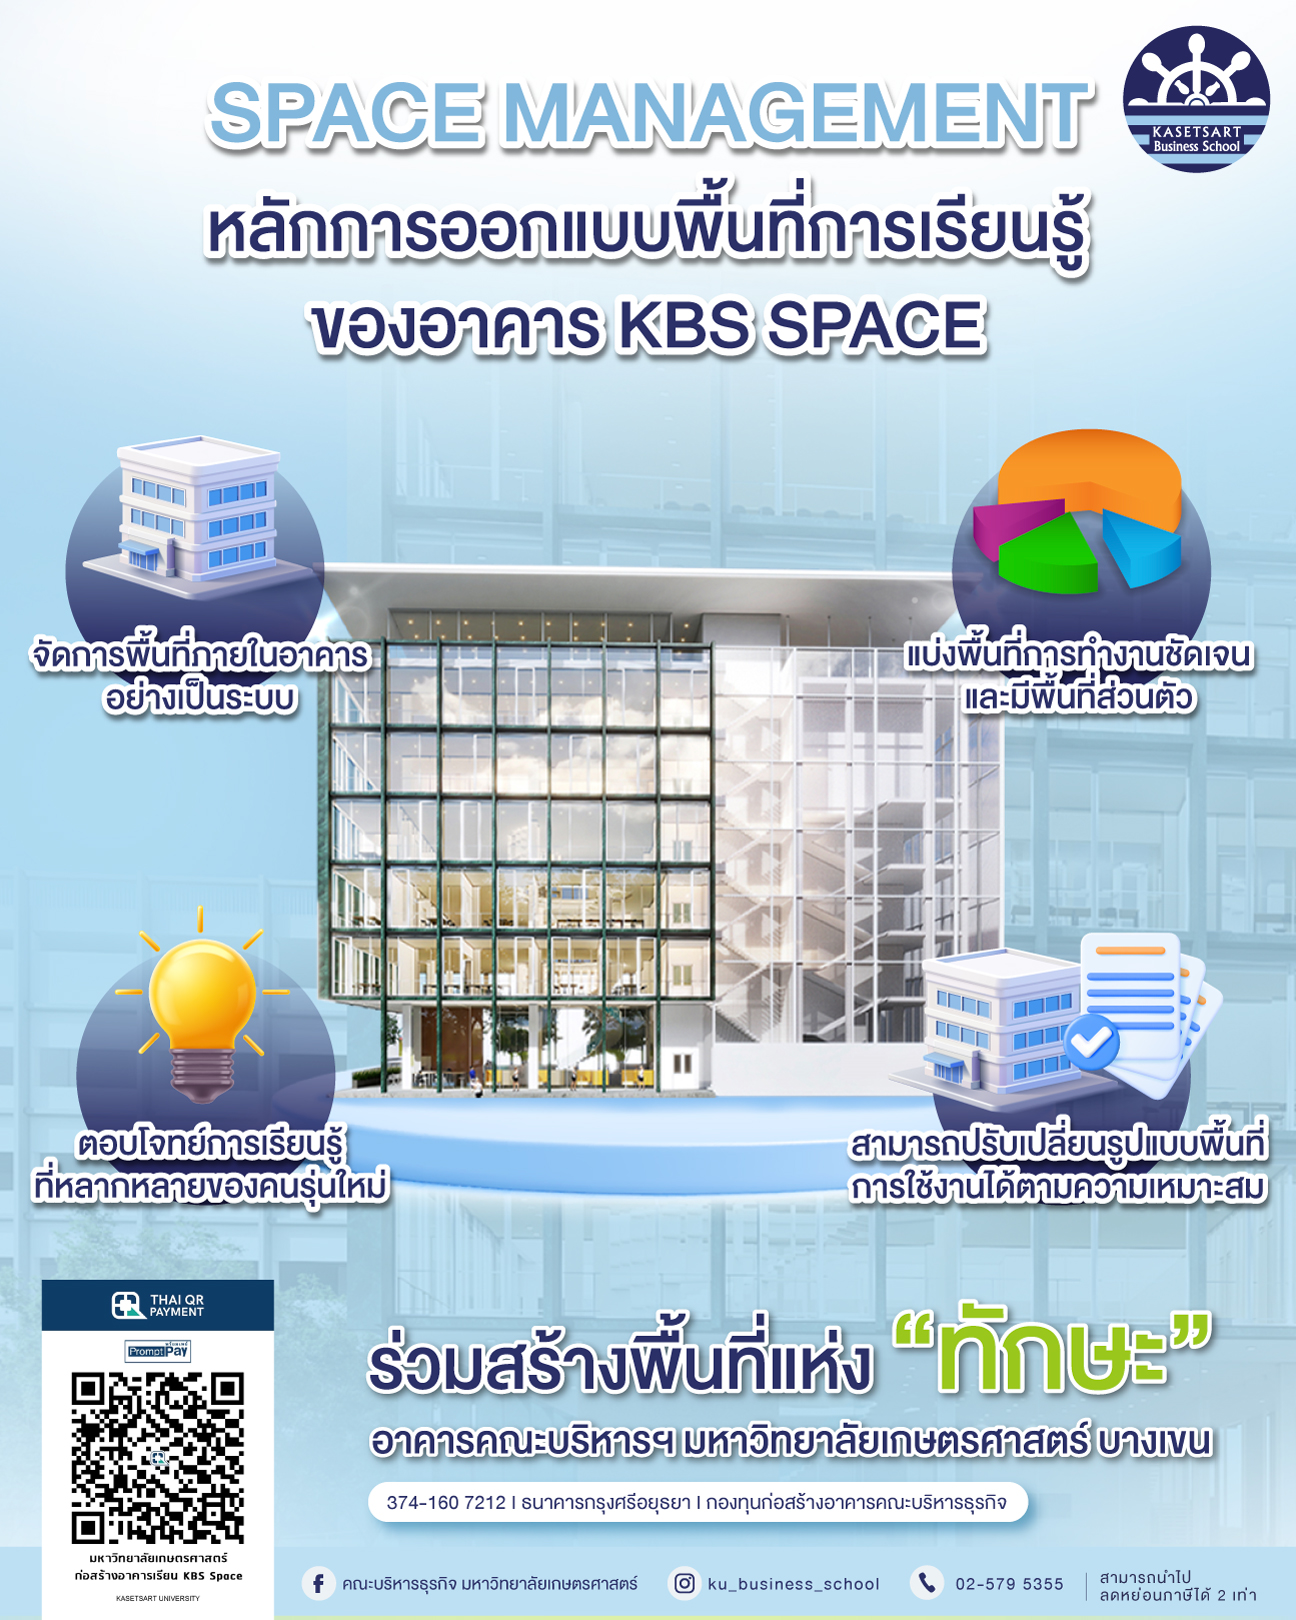 SPACE MANAGEMENT
KASETSART
Business School
หลักการออกแบบพื้นที่การเรียนรู้
ของอาคาร KBS SPACE
จัดการพื้นที่ภายในอาคาร
อย่างเป็นระบบ
แบ่งพื้นที่การทำงานชัดเจน
และมีพื้นที่ส่วนตัว
ตอบโจทย์การเรียนรู้
ที่หลากหลายของคนรุ่นใหม่
สามารถปรับเปลี่ยนรูปแบบพื้นที่
การใช้งานได้ตามความเหมาะสม
THAI QR
PAYMENT
พร้อมเพย์
PromptPay
มหาวิทยาลัยเกษตรศาสตร์
ก่อสร้างอาคารเรียน KBS Space
KASETSART UNIVERSITY
ร่วมสร้างพื้นที่แห่ง “ทักษะ”
อาคารคณะบริหารฯ มหาวิทยาลัยเกษตรศาสตร์ บางเขน
374-160 7212 I ธนาคารกรุงศรีอยุธยา I กองทุนก่อสร้างอาคารคณะบริหารธุรกิจ
คณะบริหารธุรกิจ มหาวิทยาลัยเกษตรศาสตร์
ku_business_school
02-579 5355
สามารถนำไป
ลดหย่อนภาษีได้ 2 เท่า